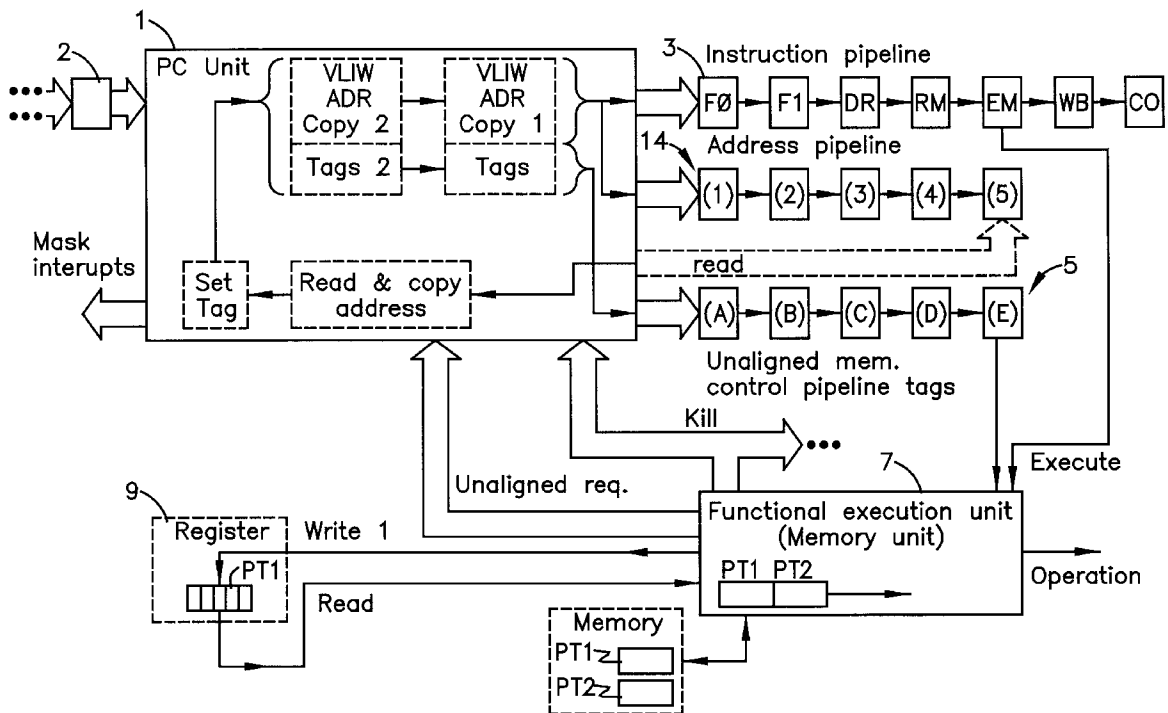 1
PC Unit
2
VLIW
ADR
Copy 2
Tags 2
VLIW
ADR
Copy 1
Tags
3
Instruction pipeline
FØ
F1
DR
RM
EM
WB
CO
Address pipeline
14
(1)
(2)
(3)
(4)
(5)
Mask
interupts
Set
Tag
Read & copy
address
read
5
(A)
(B)
(C)
(D)
(E)
Unaligned mem.
control pipeline tags
Kill
Execute
Unaligned req.
7
Functional execution unit
(Memory unit)
PT1
PT2
Operation
9
Register
PT1
Write 1
Read
Memory
PT1
PT2